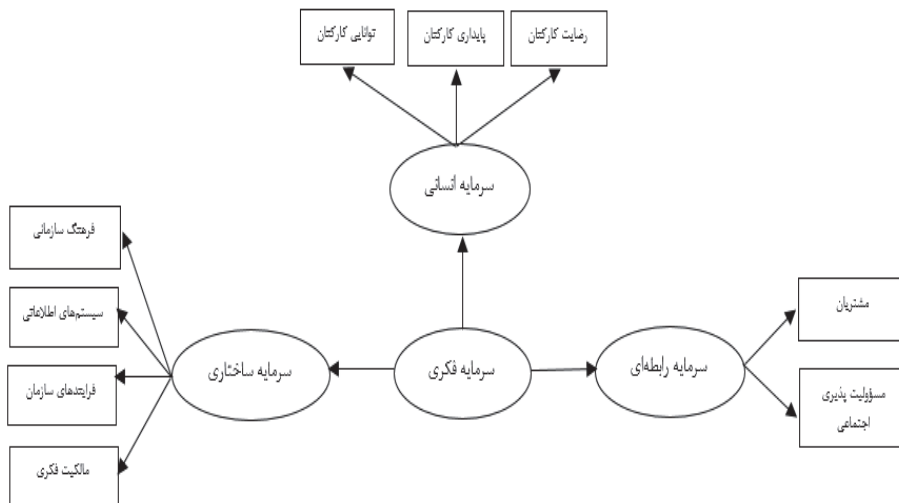 رضایت کارکنان
پایداری کارکنان
توانایی کارکنان
سرمایه انسانی
فرهنگ سازمانی
مشتریان
سیستم‌های اطلاعاتی
سرمایه رابطه‌ای
سرمایه فکری
سرمایه ساختاری
فرایندهای سازمان
مسؤولیت پذیری
اجتماعی
مالکیت فکری